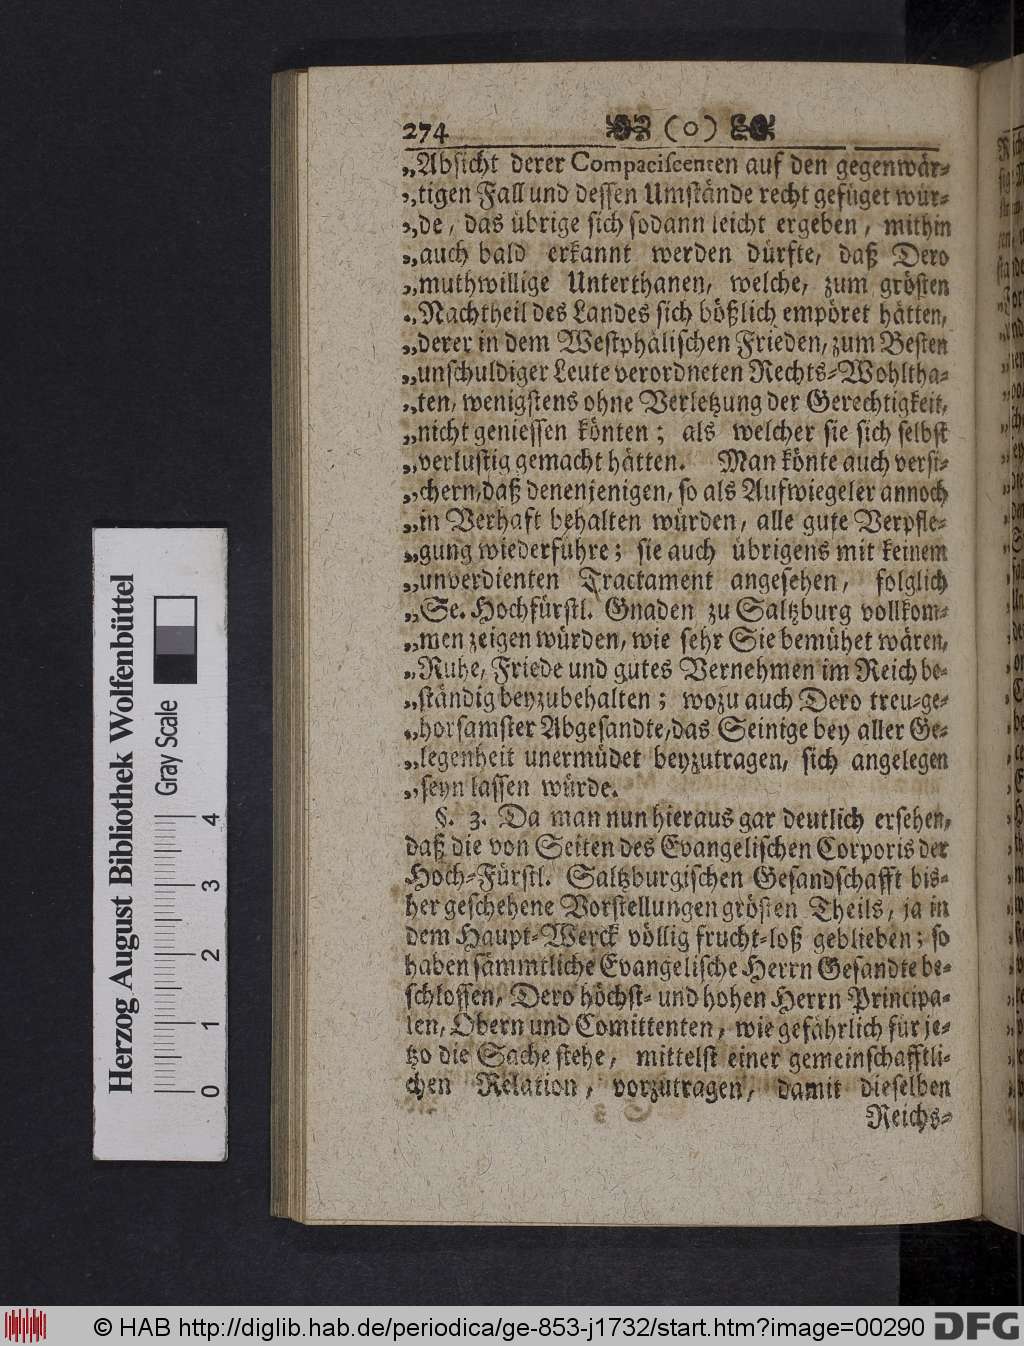 274 ( o )
„Absicht derer Compaciscenten auf den gegenwär-
„tigen Fall und dessen Umstände recht gefüget wür-
„de, das übrige sich sodann leicht ergeben, mithin
„auch bald erkannt werden dürfte, daß Dero
„muthwillige Unterthanen, welche, zum grösten
„Nachtheil des Landes sich bößlich empöret hätten,
„derer in dem Westphälischen Frieden, zum Besten
„unschuldiger Leute verordneten Rechts-Wohltha-
„ten, wenigstens ohne Verletzung der Gerechtigkeit,
„nicht geniessen könten; als welcher sie sich selbst
„verlustig gemacht hätten. Man könte auch versi-
„chern, daß denenjenigen, so als Aufwiegeler annoch
„in Verhaft behalten würden, alle gute Verpfle-
„gung wiederführe; sie auch übrigens mit keinem
„unverdienten Tractament angesehen, folglich
„Se. Hochfürstl. Gnaden zu Saltzburg vollkom-
„men zeigen würden, wie sehr Sie bemühet wären,
„Ruhe, Friede und gutes Vernehmen im Reich be-
„ständig beyzubehalten; wozu auch Dero treu-ge-
„horsamster Abgesandte, das Seinige bey aller Ge-
„legenheit unermüdet beyzutragen, sich angelegen
„seyn lassen würde.
§. 3. Da man nun hieraus gar deutlich ersehen,
daß die von Seiten des Evangelischen Corporis der
Hoch-Fürstl. Saltzburgischen Gesandschafft bis-
her geschehene Vorstellungen grösten Theils, ja in
dem Haupt-Werck völlig frucht-loß geblieben; so
haben sämmtliche Evangelische Herrn Gesandte be-
schlossen, Dero höchst- und hohen Herrn Principa-
len, Obern und Comittenten, wie gefährlich für je-
tzo die Sache stehe, mittelst einer gemeinschafftli-
chen Relation, vorzutragen, damit dieselben
Reichs-
Herzog August Bibliothek Wolfenbüttel
Gray Scale
0 1 2 3 4
© HAB http://diglib.hab.de/periodica/ge-853-j1732/start.htm?image=00290 DFG